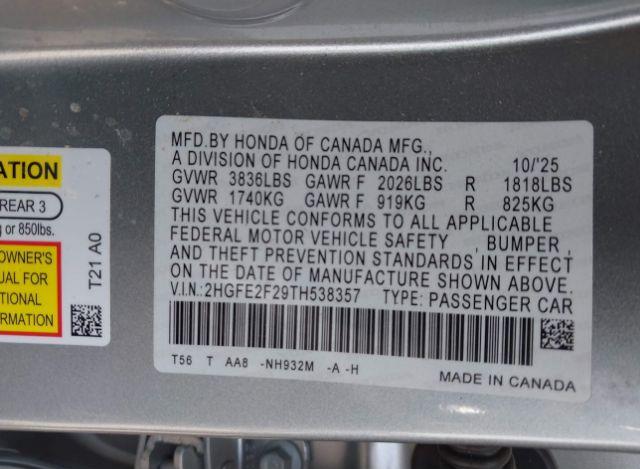 ATION
REAR 3
g or 850lbs.
OWNER'S
UAL FOR
TIONAL
FORMATION
T21 A0
MFD.BY HONDA OF CANADA MFG.,
A DIVISION OF HONDA CANADA INC. 10/'25
GVWR 3836LBS GAWR F 2026LBS R 1818LBS
GVWR 1740KG GAWR F 919KG R 825KG
THIS VEHICLE CONFORMS TO ALL APPLICABLE
FEDERAL MOTOR VEHICLE SAFETY , BUMPER ,
AND THEFT PREVENTION STANDARDS IN EFFECT
ON THE DATE OF MANUFACTURE SHOWN ABOVE.
V.I.N.:2HGFE2F29TH538357 TYPE: PASSENGER CAR
T56 T AA8 -NH932M -A -H
MADE IN CANADA